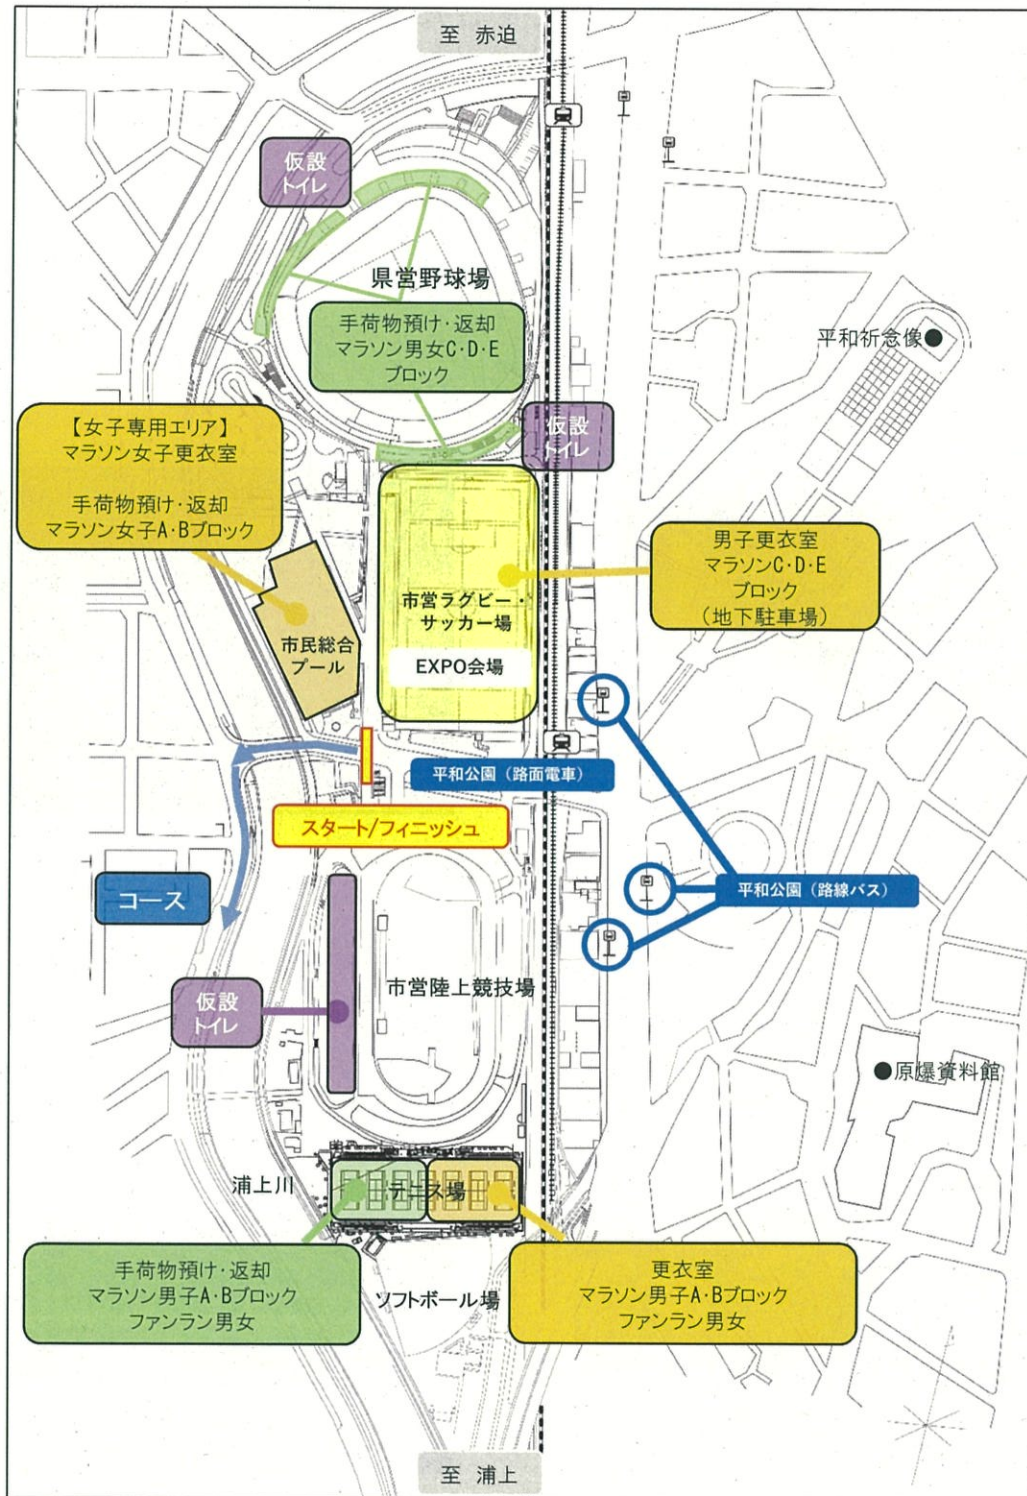 至 赤迫
仮設
トイレ
県営野球場
手荷物預け・返却
マラソン男女C・D・E
ブロック
平和祈念像
【女子専用エリア】
マラソン女子更衣室
手荷物預け・返却
マラソン女子A・Bブロック
仮設
トイレ
男子更衣室
マラソンC・D・E
ブロック
（地下駐車場）
市営ラグビー・
サッカー場
EXPO会場
市民総合
プール
平和公園（路面電車）
スタート/フィニッシュ
コース
平和公園（路線バス）
仮設
トイレ
市営陸上競技場
原爆資料館
浦上川
テニス場
手荷物預け・返却
マラソン男子A・Bブロック
ファンラン男女
ソフトボール場
更衣室
マラソン男子A・Bブロック
ファンラン男女
至 浦上